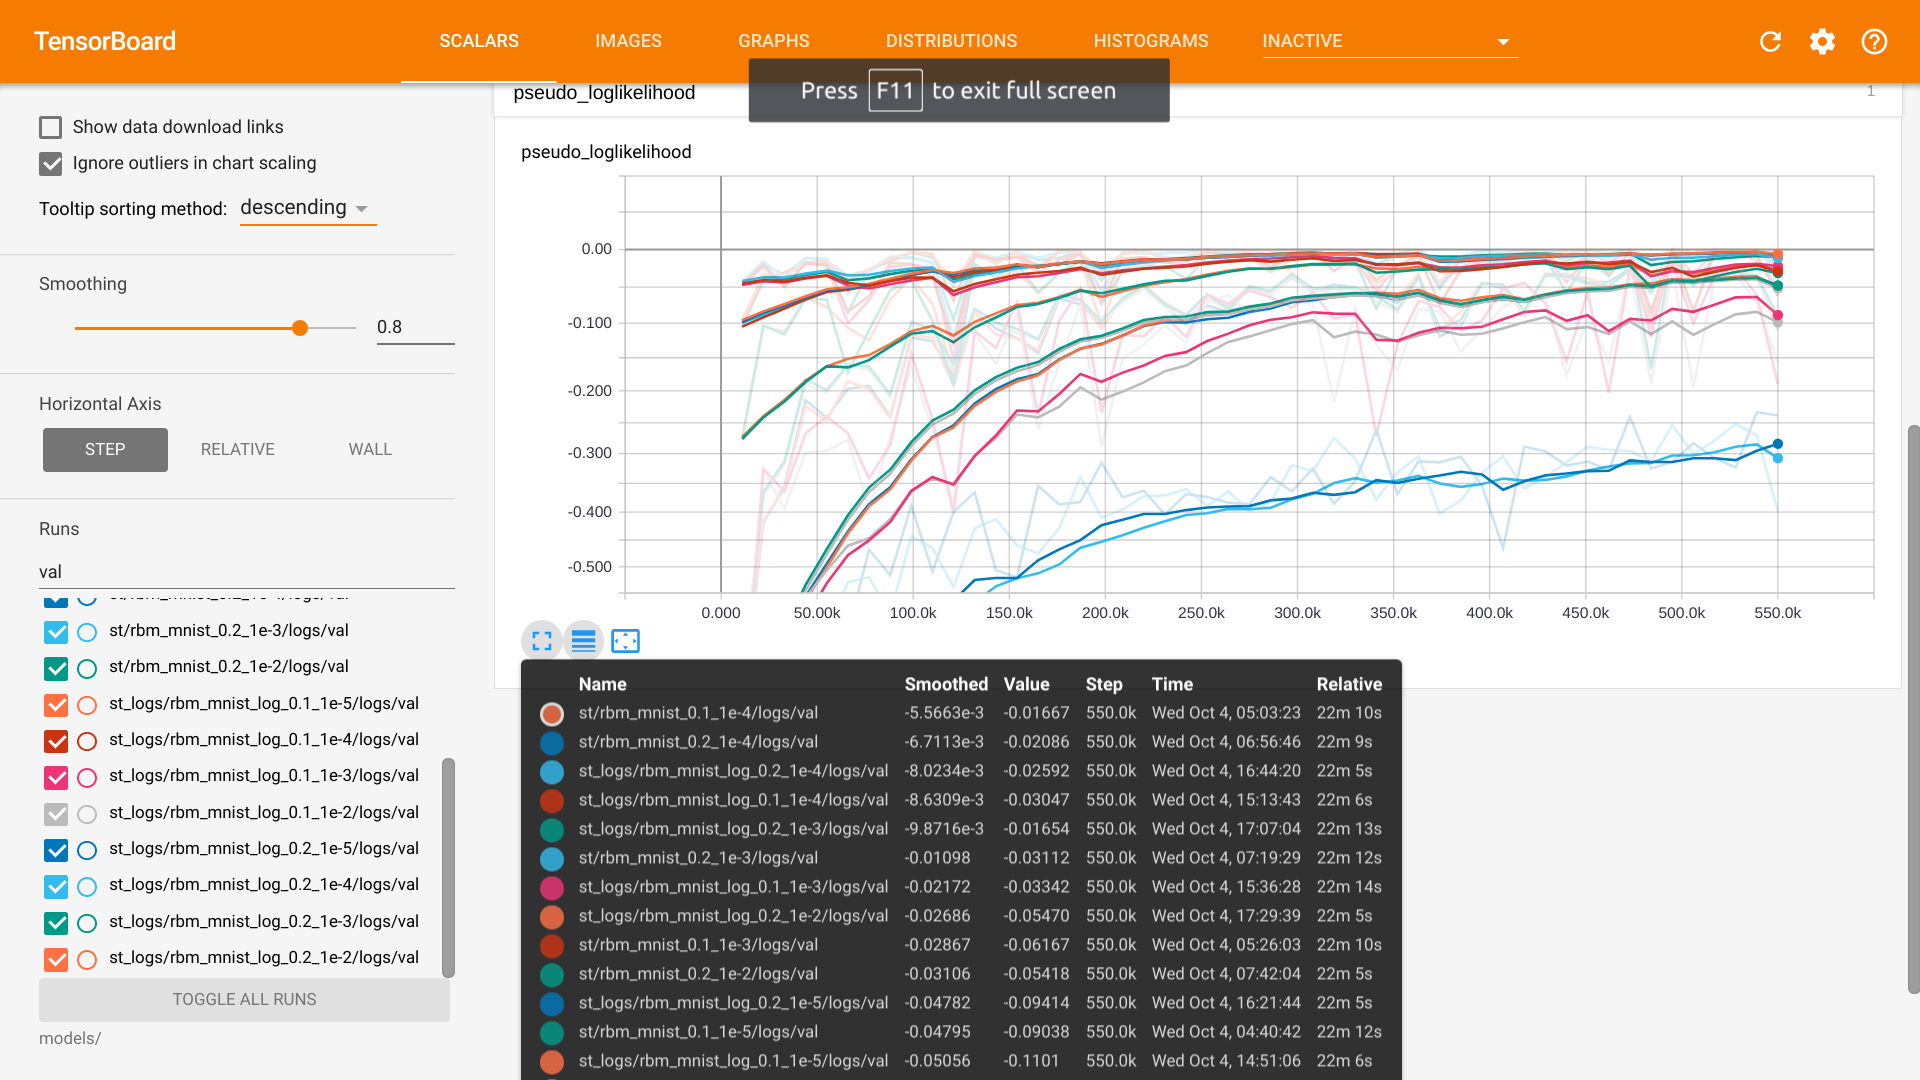 TensorBoard
SCALARS
IMAGES
GRAPHS
DISTRIBUTIONS
HISTOGRAMS
INACTIVE
Press F11 to exit full screen
Show data download links
Ignore outliers in chart scaling
Tooltip sorting method: descending
Smoothing
0.8
Horizontal Axis
STEP
RELATIVE
WALL
Runs
val
st/rbm_mnist_0.2_1e-3/logs/val
st/rbm_mnist_0.2_1e-2/logs/val
st_logs/rbm_mnist_log_0.1_1e-5/logs/val
st_logs/rbm_mnist_log_0.1_1e-4/logs/val
st_logs/rbm_mnist_log_0.1_1e-3/logs/val
st_logs/rbm_mnist_log_0.1_1e-2/logs/val
st_logs/rbm_mnist_log_0.2_1e-5/logs/val
st_logs/rbm_mnist_log_0.2_1e-4/logs/val
st_logs/rbm_mnist_log_0.2_1e-3/logs/val
st_logs/rbm_mnist_log_0.2_1e-2/logs/val
TOGGLE ALL RUNS
models/
pseudo_loglikelihood
1
pseudo_loglikelihood
0.00
-0.100
-0.200
-0.300
-0.400
-0.500
0.000 50.00k 100.0k 150.0k 200.0k 250.0k 300.0k 350.0k 400.0k 450.0k 500.0k 550.0k
Name Smoothed Value Step Time Relative
st/rbm_mnist_0.1_1e-4/logs/val -5.5663e-3 -0.01667 550.0k Wed Oct 4, 05:03:23 22m 10s
st/rbm_mnist_0.2_1e-4/logs/val -6.7113e-3 -0.02086 550.0k Wed Oct 4, 06:56:46 22m 9s
st_logs/rbm_mnist_log_0.2_1e-4/logs/val -8.0234e-3 -0.02592 550.0k Wed Oct 4, 16:44:20 22m 5s
st_logs/rbm_mnist_log_0.1_1e-4/logs/val -8.6309e-3 -0.03047 550.0k Wed Oct 4, 15:13:43 22m 6s
st_logs/rbm_mnist_log_0.2_1e-3/logs/val -9.8716e-3 -0.01654 550.0k Wed Oct 4, 17:07:04 22m 13s
st/rbm_mnist_0.2_1e-3/logs/val -0.01098 -0.03112 550.0k Wed Oct 4, 07:19:29 22m 12s
st_logs/rbm_mnist_log_0.1_1e-3/logs/val -0.02172 -0.03342 550.0k Wed Oct 4, 15:36:28 22m 14s
st_logs/rbm_mnist_log_0.2_1e-2/logs/val -0.02686 -0.05470 550.0k Wed Oct 4, 17:29:39 22m 5s
st/rbm_mnist_0.1_1e-3/logs/val -0.02867 -0.06167 550.0k Wed Oct 4, 05:26:03 22m 10s
st/rbm_mnist_0.2_1e-2/logs/val -0.03106 -0.05418 550.0k Wed Oct 4, 07:42:04 22m 5s
st_logs/rbm_mnist_log_0.2_1e-5/logs/val -0.04782 -0.09414 550.0k Wed Oct 4, 16:21:44 22m 5s
st/rbm_mnist_0.1_1e-5/logs/val -0.04795 -0.09038 550.0k Wed Oct 4, 04:40:42 22m 12s
st_logs/rbm_mnist_log_0.1_1e-5/logs/val -0.05056 -0.1101 550.0k Wed Oct 4, 14:51:06 22m 6s